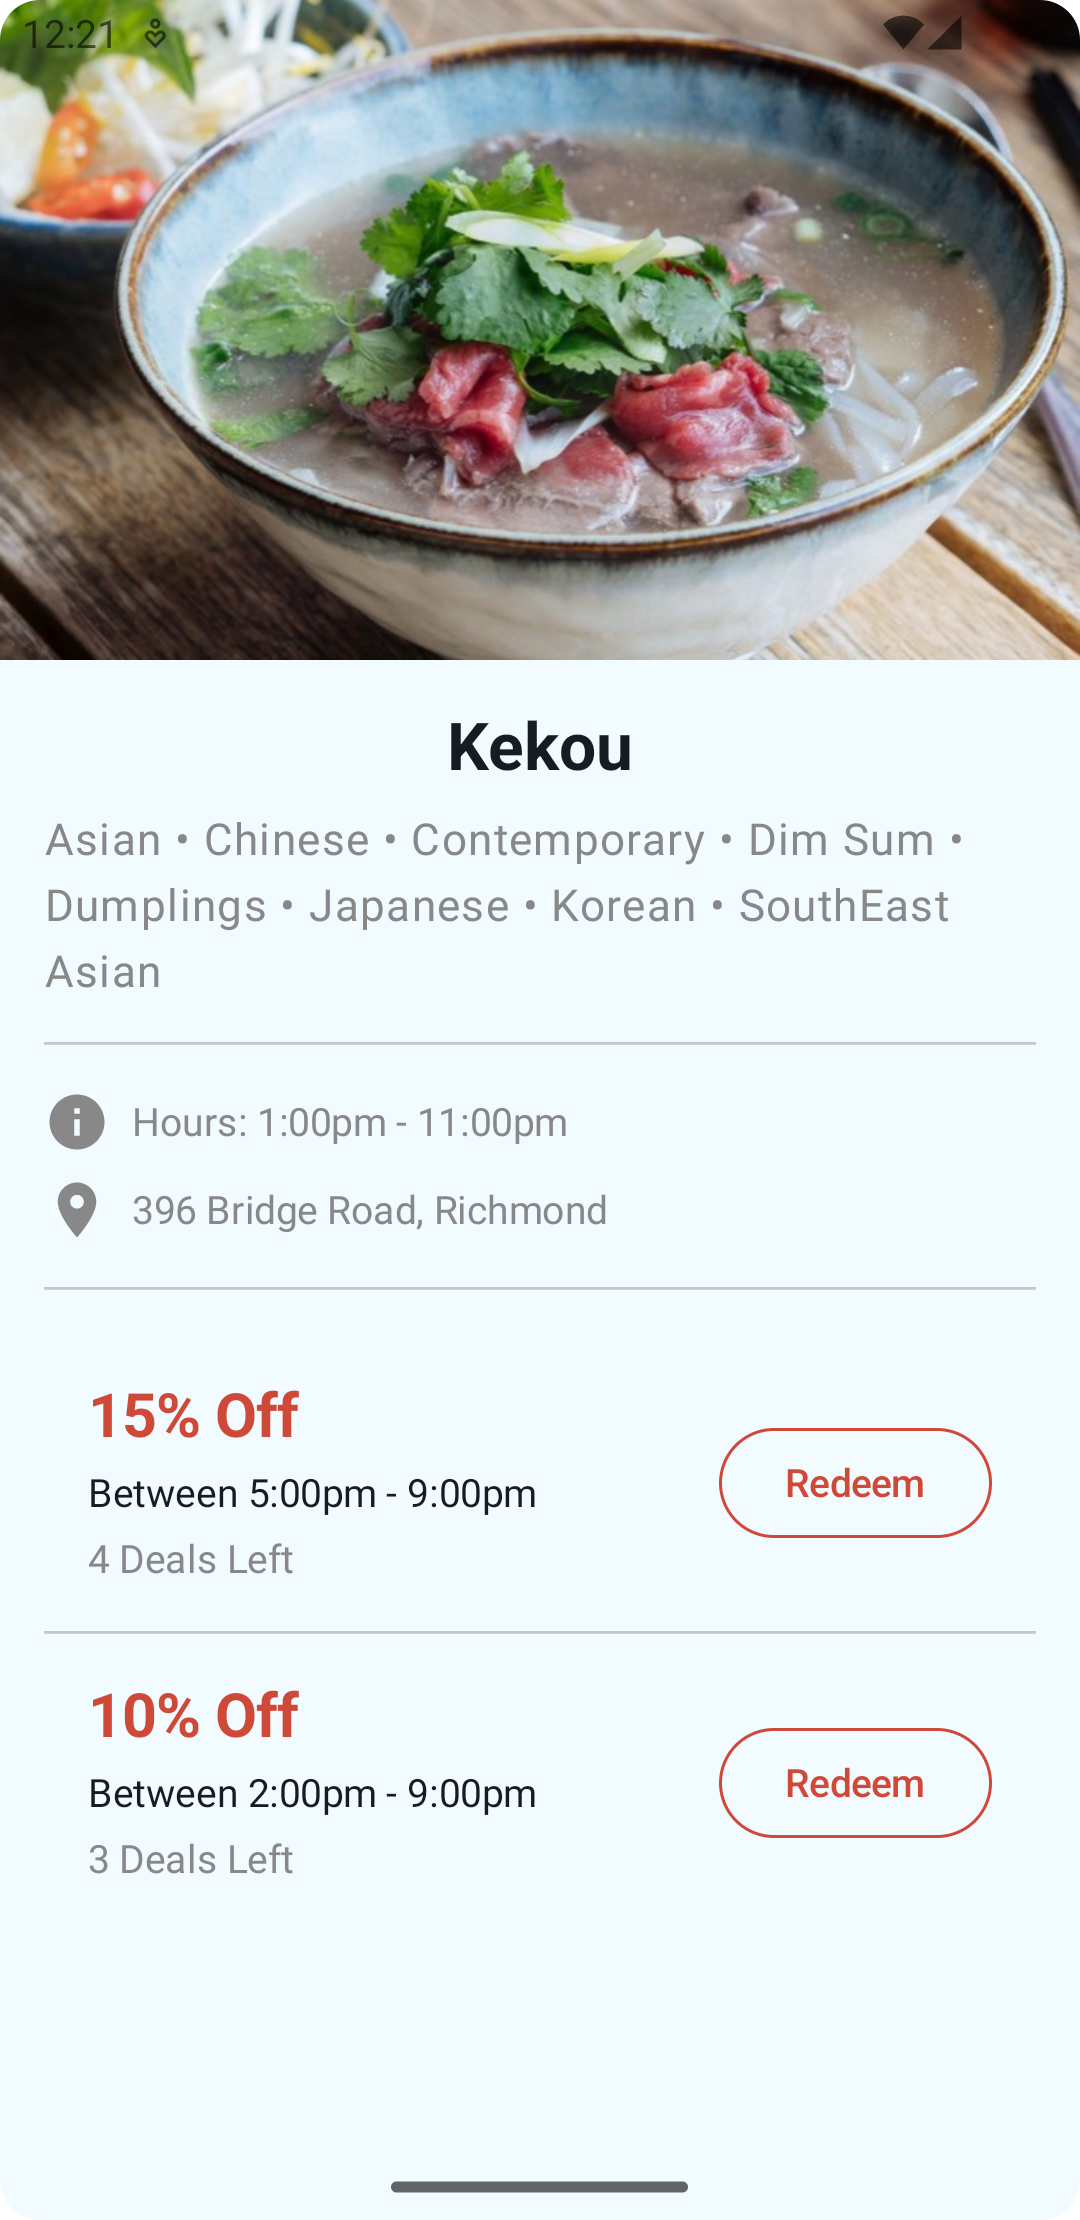 12:21
Kekou
Asian • Chinese • Contemporary • Dim Sum •
Dumplings • Japanese • Korean • SouthEast
Asian
Hours: 1:00pm - 11:00pm
396 Bridge Road, Richmond
15% Off
Between 5:00pm - 9:00pm
4 Deals Left
Redeem
10% Off
Between 2:00pm - 9:00pm
3 Deals Left
Redeem